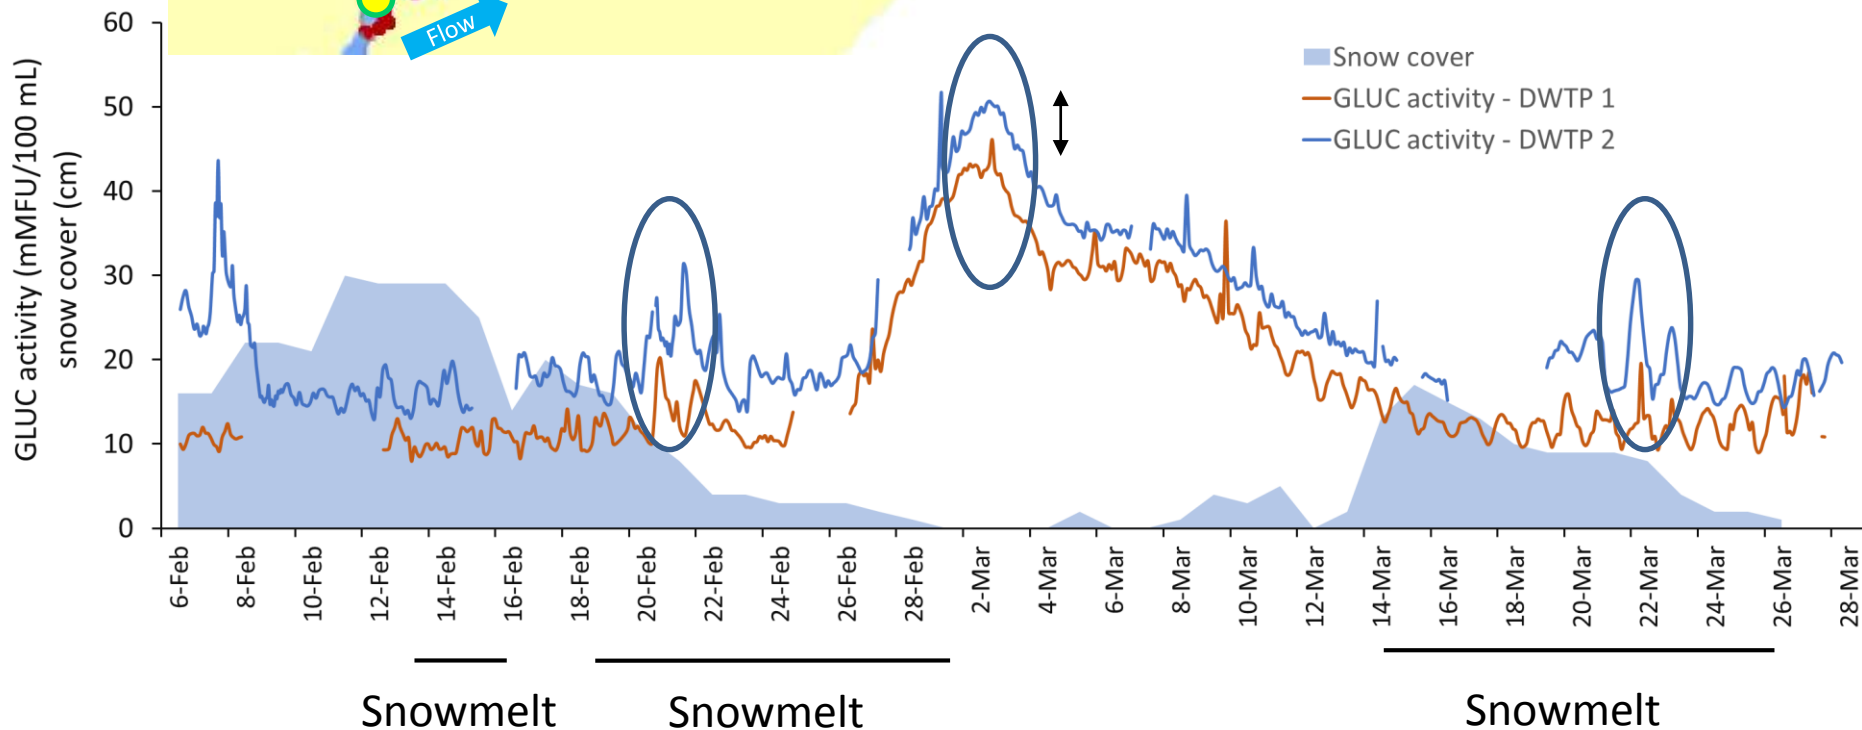 Flow
GLUC activity (mMFU/100 mL)
snow cover (cm)
60
50
40
30
20
10
0
Snow cover
GLUC activity - DWTP 1
GLUC activity - DWTP 2
6-Feb
8-Feb
10-Feb
12-Feb
14-Feb
16-Feb
18-Feb
20-Feb
22-Feb
24-Feb
26-Feb
28-Feb
2-Mar
4-Mar
6-Mar
8-Mar
10-Mar
12-Mar
14-Mar
16-Mar
18-Mar
20-Mar
22-Mar
24-Mar
26-Mar
28-Mar
Snowmelt
Snowmelt
Snowmelt